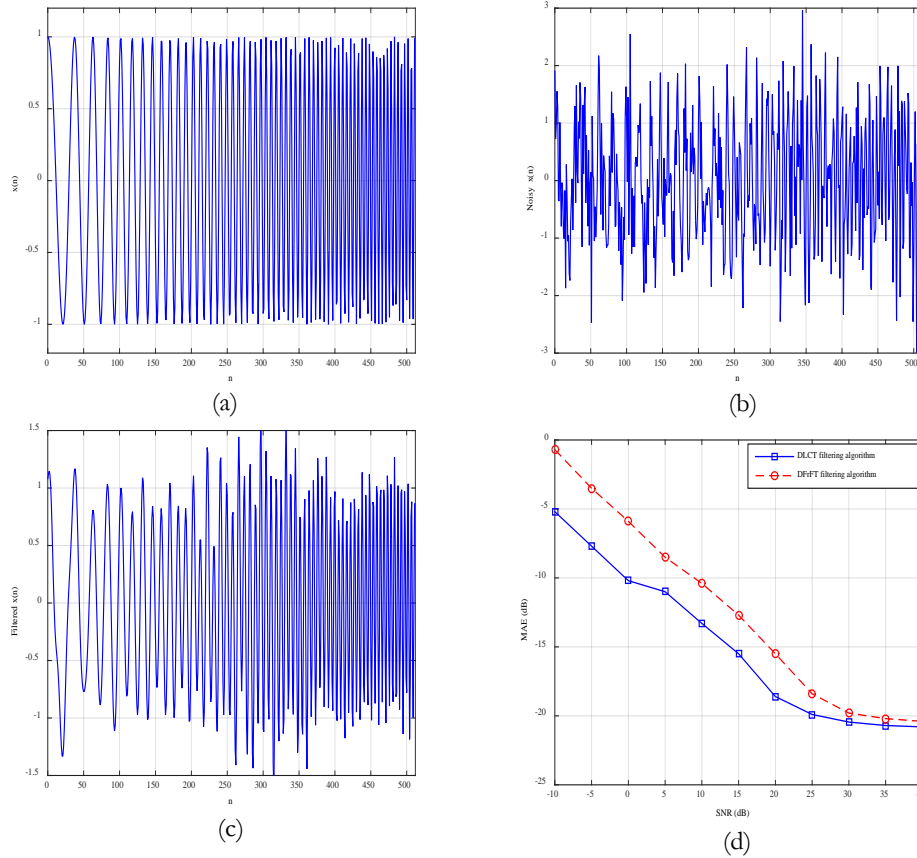 1
0.5
0
-0.5
-1
x(n)
0 50 100 150 200 250 300 350 400 450 500
n
(a)
3
2
1
0
-1
-2
-3
Noisy x(n)
0 50 100 150 200 250 300 350 400 450 500
n
(b)
1.5
1
0.5
0
-0.5
-1
-1.5
Filtered x(n)
0 50 100 150 200 250 300 350 400 450 500
n
(c)
0
-5
-10
-15
-20
-25
MAE (dB)
DLCT filtering algorithm
DFrFT filtering algorithm
-10 -5 0 5 10 15 20 25 30 35
SNR (dB)
(d)